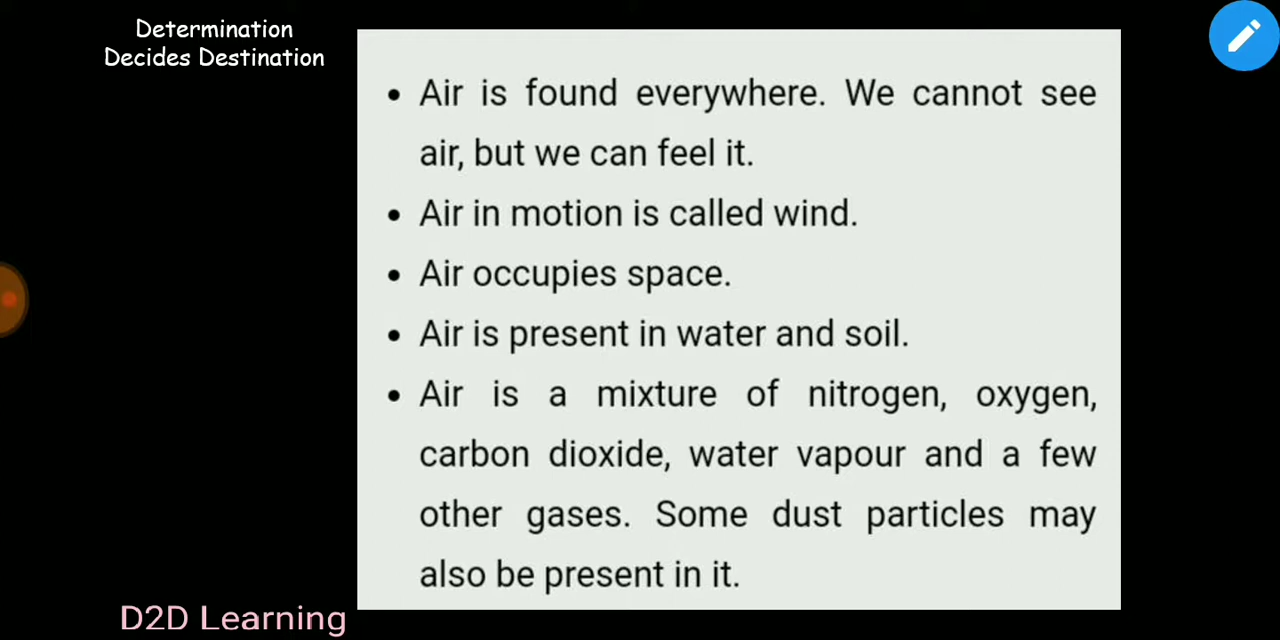 Determination
Decides Destination
• Air is found everywhere. We cannot see
air, but we can feel it.
• Air in motion is called wind.
• Air occupies space.
• Air is present in water and soil.
• Air is a mixture of nitrogen, oxygen,
carbon dioxide, water vapour and a few
other gases. Some dust particles may
also be present in it.
D2D Learning